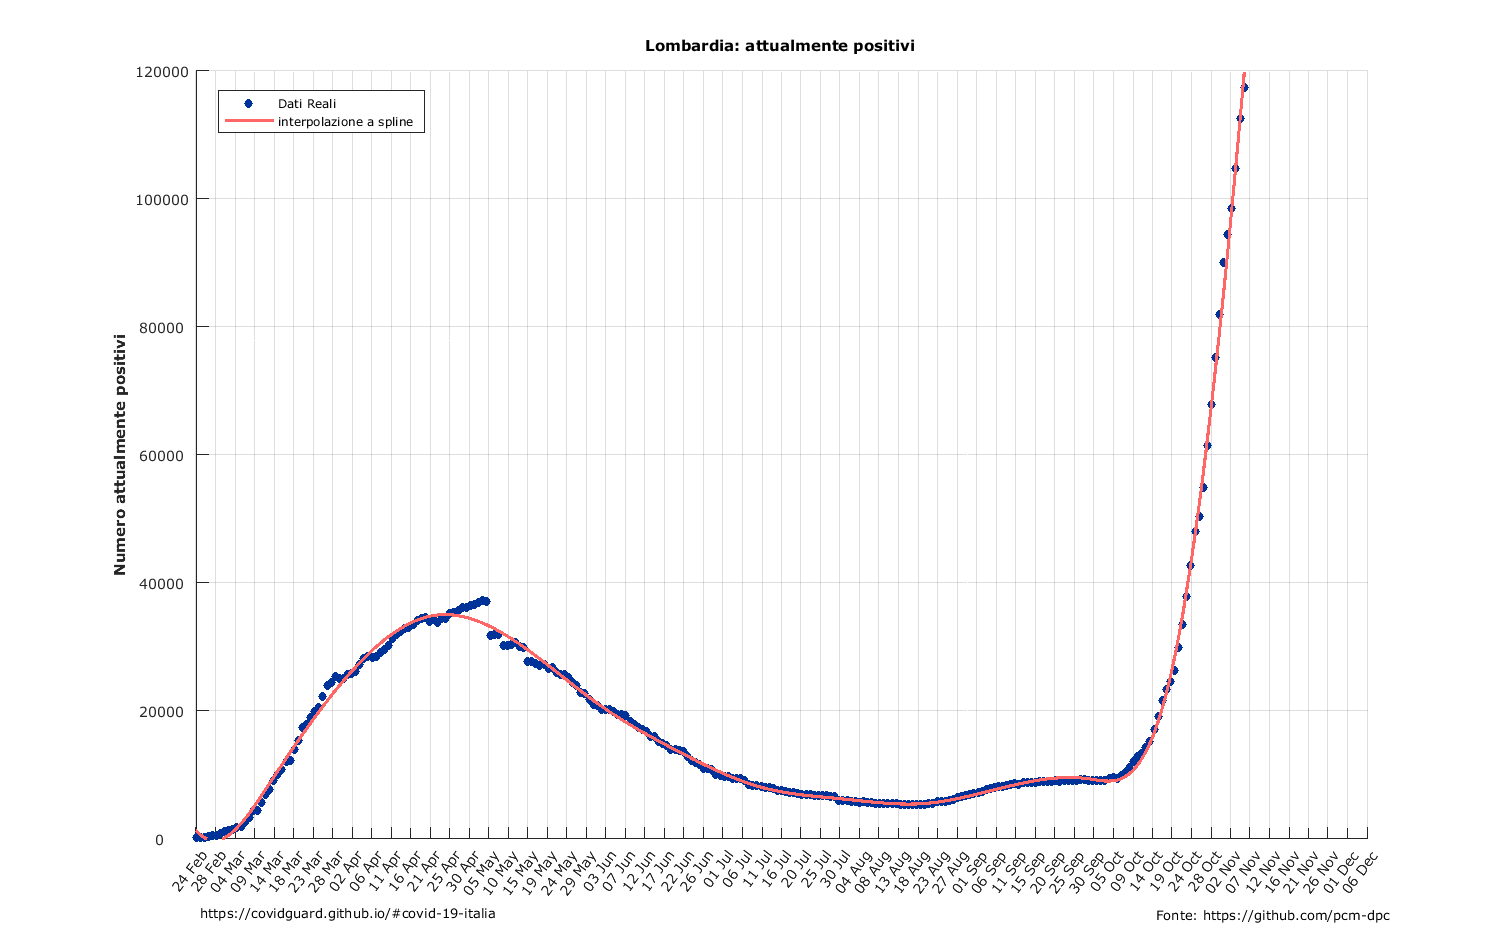 Lombardia: attualmente positivi
120000
100000
80000
60000
40000
20000
0
Numero attualmente positivi
Dati Reali
interpolazione a spline
24 Feb
28 Feb
04 Mar
09 Mar
14 Mar
18 Mar
23 Mar
28 Mar
02 Apr
06 Apr
11 Apr
16 Apr
21 Apr
25 Apr
30 Apr
05 May
10 May
15 May
19 May
24 May
29 May
03 Jun
07 Jun
12 Jun
17 Jun
22 Jun
26 Jun
01 Jul
06 Jul
11 Jul
16 Jul
20 Jul
25 Jul
30 Jul
04 Aug
08 Aug
13 Aug
18 Aug
23 Aug
27 Aug
01 Sep
06 Sep
11 Sep
15 Sep
20 Sep
25 Sep
30 Sep
05 Oct
09 Oct
14 Oct
19 Oct
24 Oct
28 Oct
02 Nov
07 Nov
12 Nov
16 Nov
21 Nov
26 Nov
01 Dec
06 Dec
https://covidguard.github.io/#covid-19-italia
Fonte: https://github.com/pcm-dpc